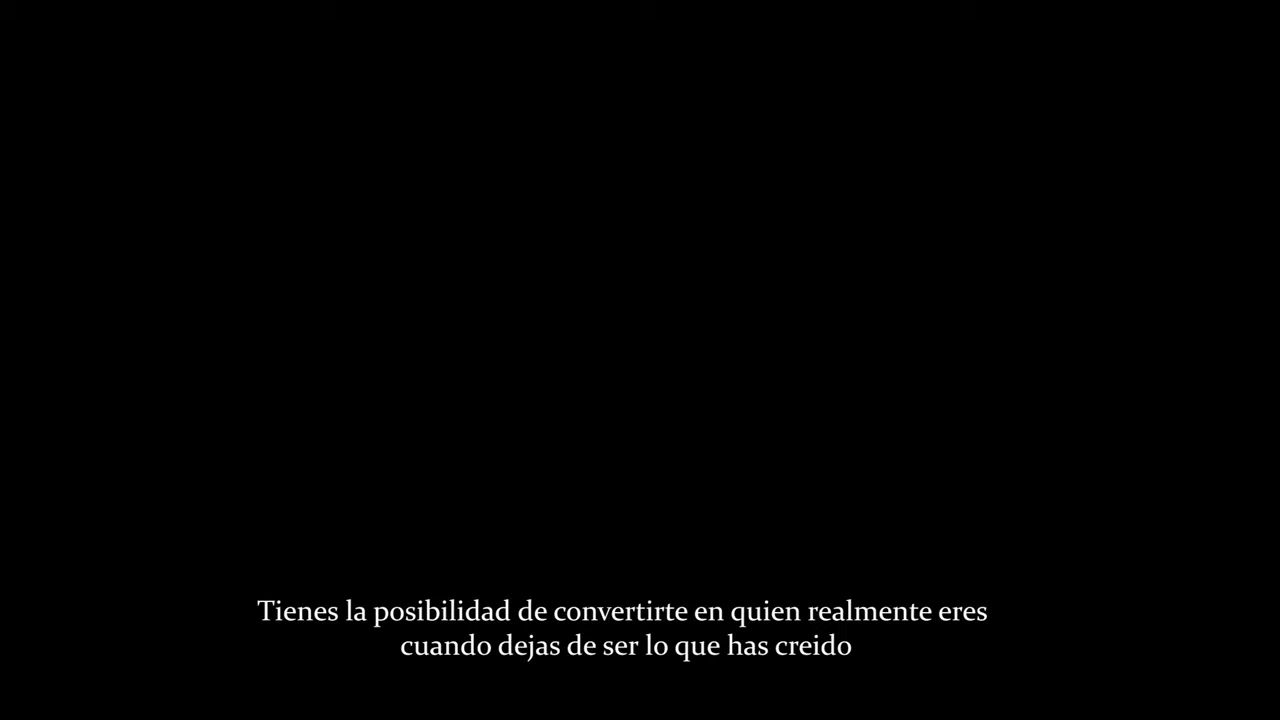 Tienes la posibilidad de convertirte en quien realmente eres
cuando dejas de ser lo que has creido